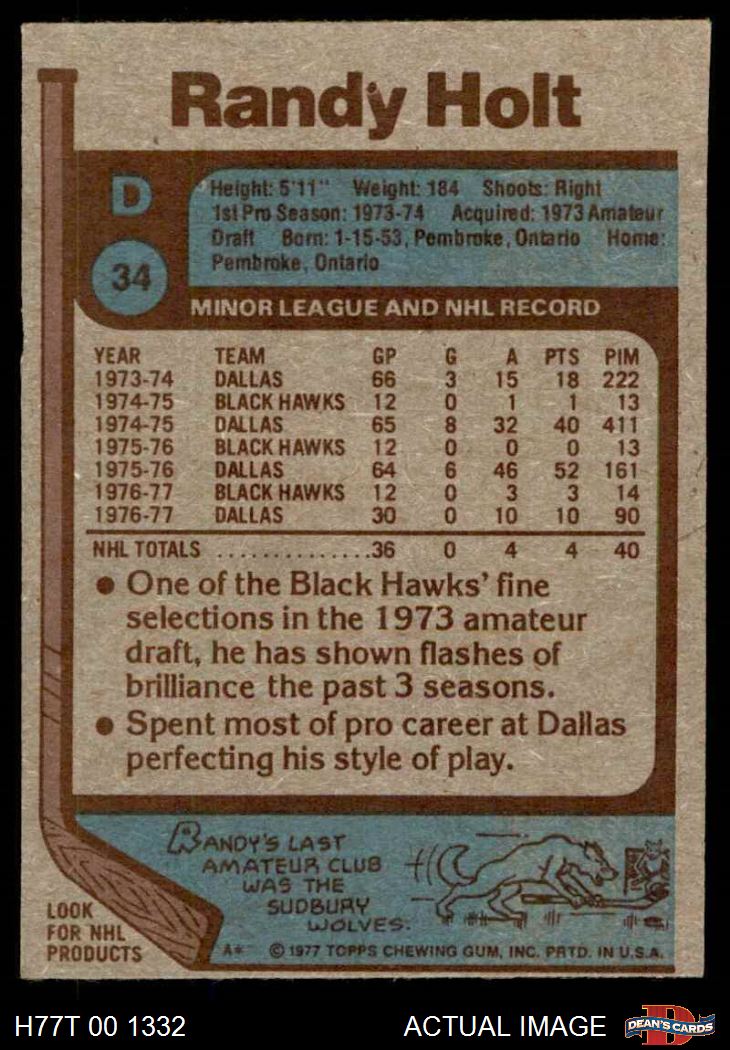 Randy Holt
D
Height: 5'11" Weight: 184 Shoots: Right
1st Pro Season: 1973-74 Acquired: 1973 Amateur
Draft Born: 1-15-53, Pembroke, Ontario Home:
Pembroke, Ontario
34
MINOR LEAGUE AND NHL RECORD
YEAR TEAM GP G A PTS PIM
1973-74 DALLAS 66 3 15 18 222
1974-75 BLACK HAWKS 12 0 1 1 13
1974-75 DALLAS 65 8 32 40 411
1975-76 BLACK HAWKS 12 0 0 0 13
1975-76 DALLAS 64 6 46 52 161
1976-77 BLACK HAWKS 12 0 3 3 14
1976-77 DALLAS 30 0 10 10 90
NHL TOTALS ..............36 0 4 4 40
• One of the Black Hawks' fine
selections in the 1973 amateur
draft, he has shown flashes of
brilliance the past 3 seasons.
• Spent most of pro career at Dallas
perfecting his style of play.
RANDY'S LAST
AMATEUR CLUB
WAS THE
SUDBURY
WOLVES.
LOOK
FOR NHL
PRODUCTS
A* © 1977 TOPPS CHEWING GUM, INC. PRTD. IN U.S.A.
H77T 00 1332 ACTUAL IMAGE
D
DEAN'S CARDS